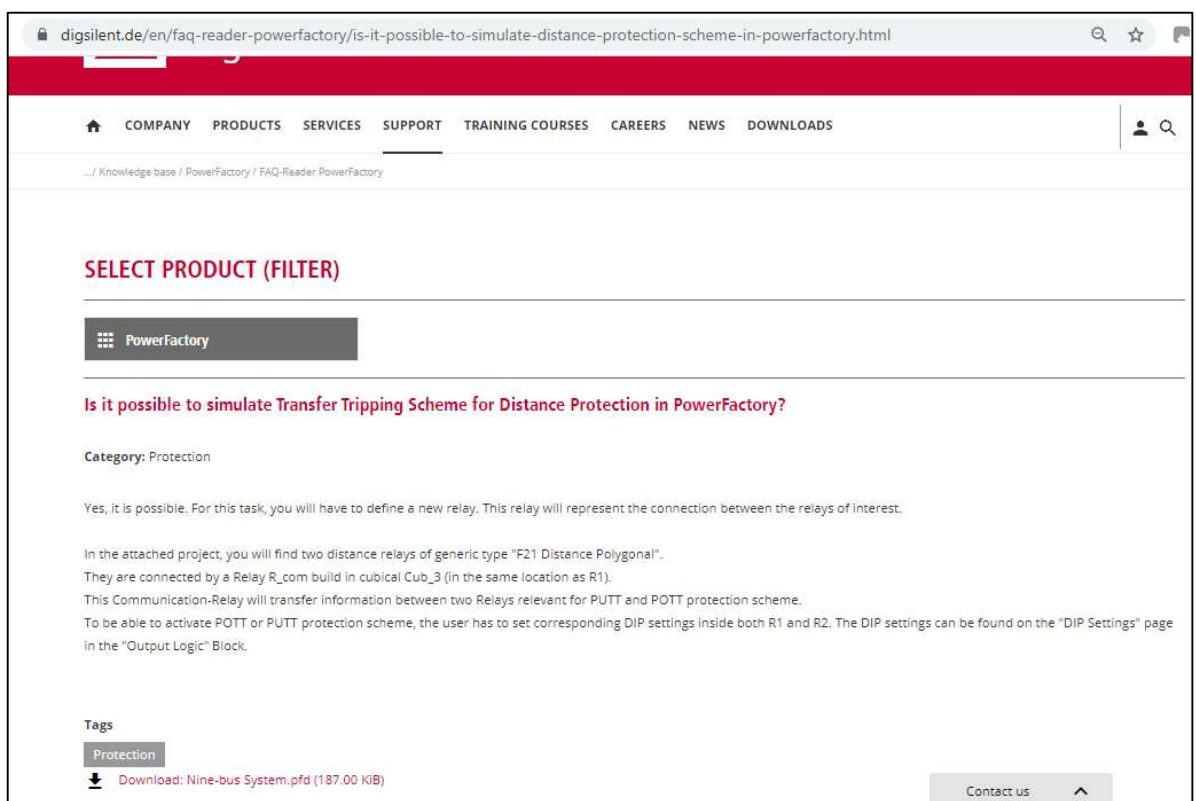 digsilent.de/en/faq-reader-powerfactory/is-it-possible-to-simulate-distance-protection-scheme-in-powerfactory.html
COMPANY PRODUCTS SERVICES SUPPORT TRAINING COURSES CAREERS NEWS DOWNLOADS
.../ Knowledge base / PowerFactory / FAQ-Reader PowerFactory
SELECT PRODUCT (FILTER)
PowerFactory
Is it possible to simulate Transfer Tripping Scheme for Distance Protection in PowerFactory?
Category: Protection
Yes, it is possible. For this task, you will have to define a new relay. This relay will represent the connection between the relays of interest.
In the attached project, you will find two distance relays of generic type "F21 Distance Polygonal".
They are connected by a Relay R_com build in cubical Cub_3 (in the same location as R1).
This Communication-Relay will transfer information between two Relays relevant for PUTT and POTT protection scheme.
To be able to activate POTT or PUTT protection scheme, the user has to set corresponding DIP settings inside both R1 and R2. The DIP settings can be found on the "DIP Settings" page
in the "Output Logic" Block.
Tags
Protection
Download: Nine-bus System.pfd (187.00 KiB)
Contact us